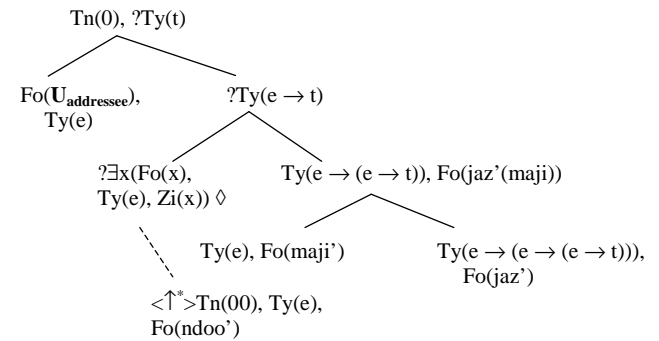 Tn(0), ?Ty(t)
Fo(U_addressee), ?Ty(e → t)
Ty(e)
?∃x(Fo(x), Ty(e → (e → t)), Fo(jaz'(maji))
Ty(e), Zi(x)) ◊
Ty(e), Fo(maji') Ty(e → (e → (e → t))),
Fo(jaz')
<↑*>Tn(00), Ty(e),
Fo(ndoo')